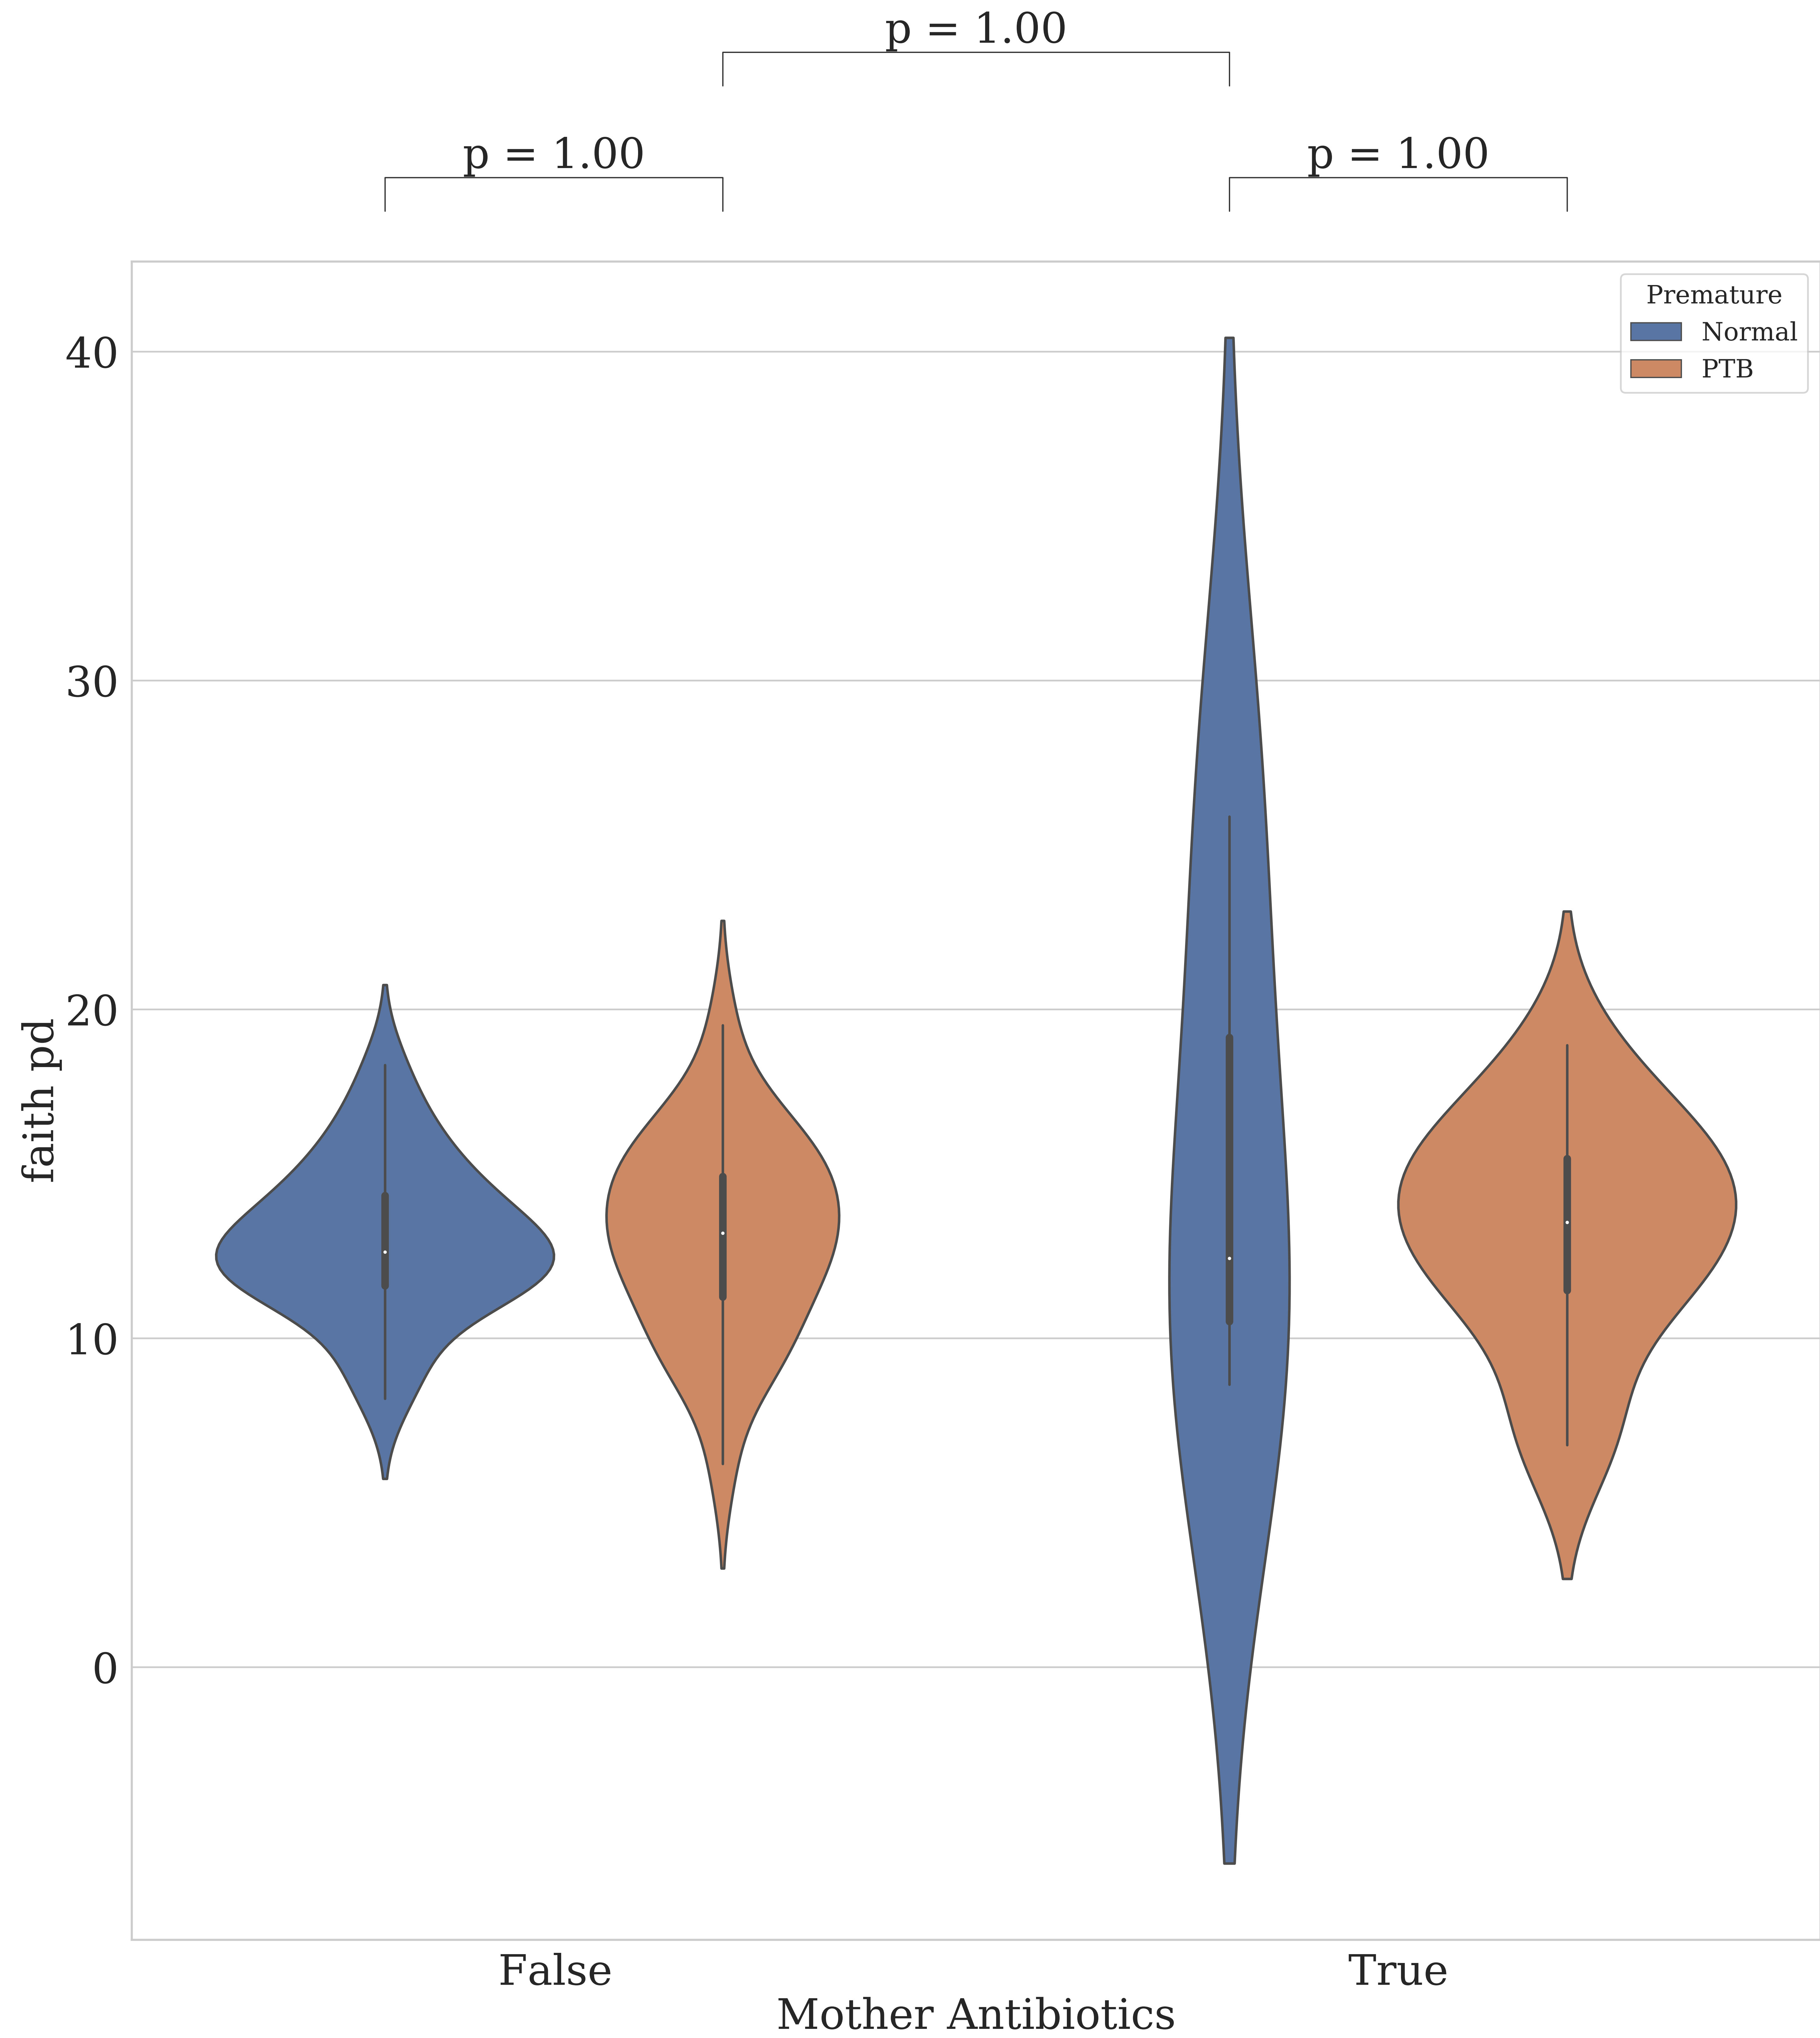 p = 1.00
p = 1.00
p = 1.00
Premature
Normal
PTB
40
30
20
10
0
faith pd
False
True
Mother Antibiotics